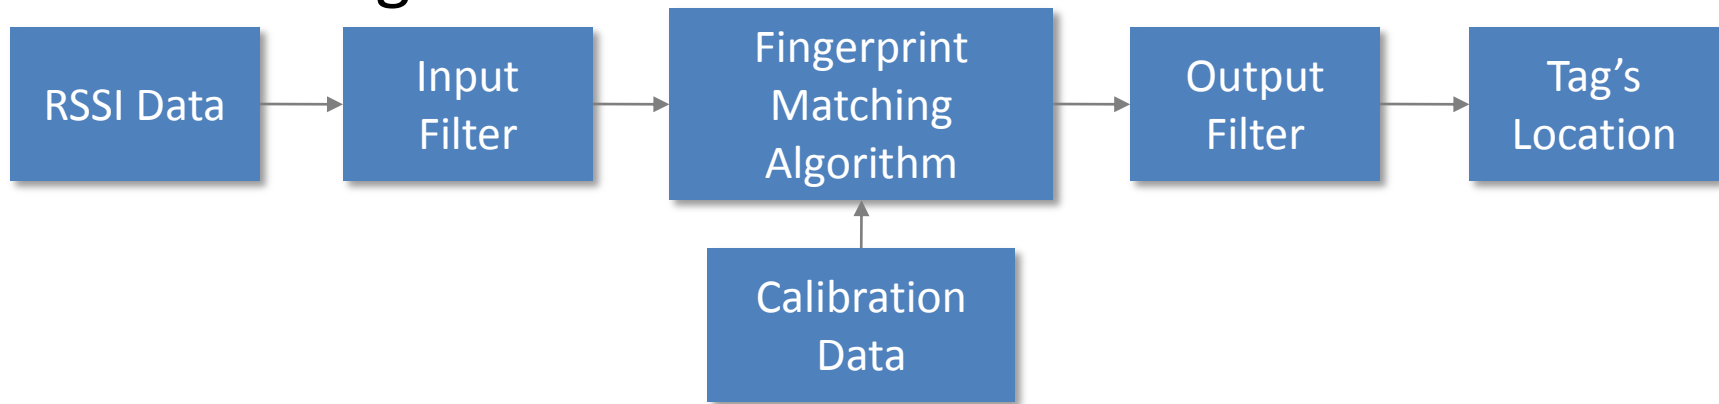 RSSI Data
Input
Filter
Fingerprint
Matching
Algorithm
Output
Filter
Tag’s
Location
Calibration
Data